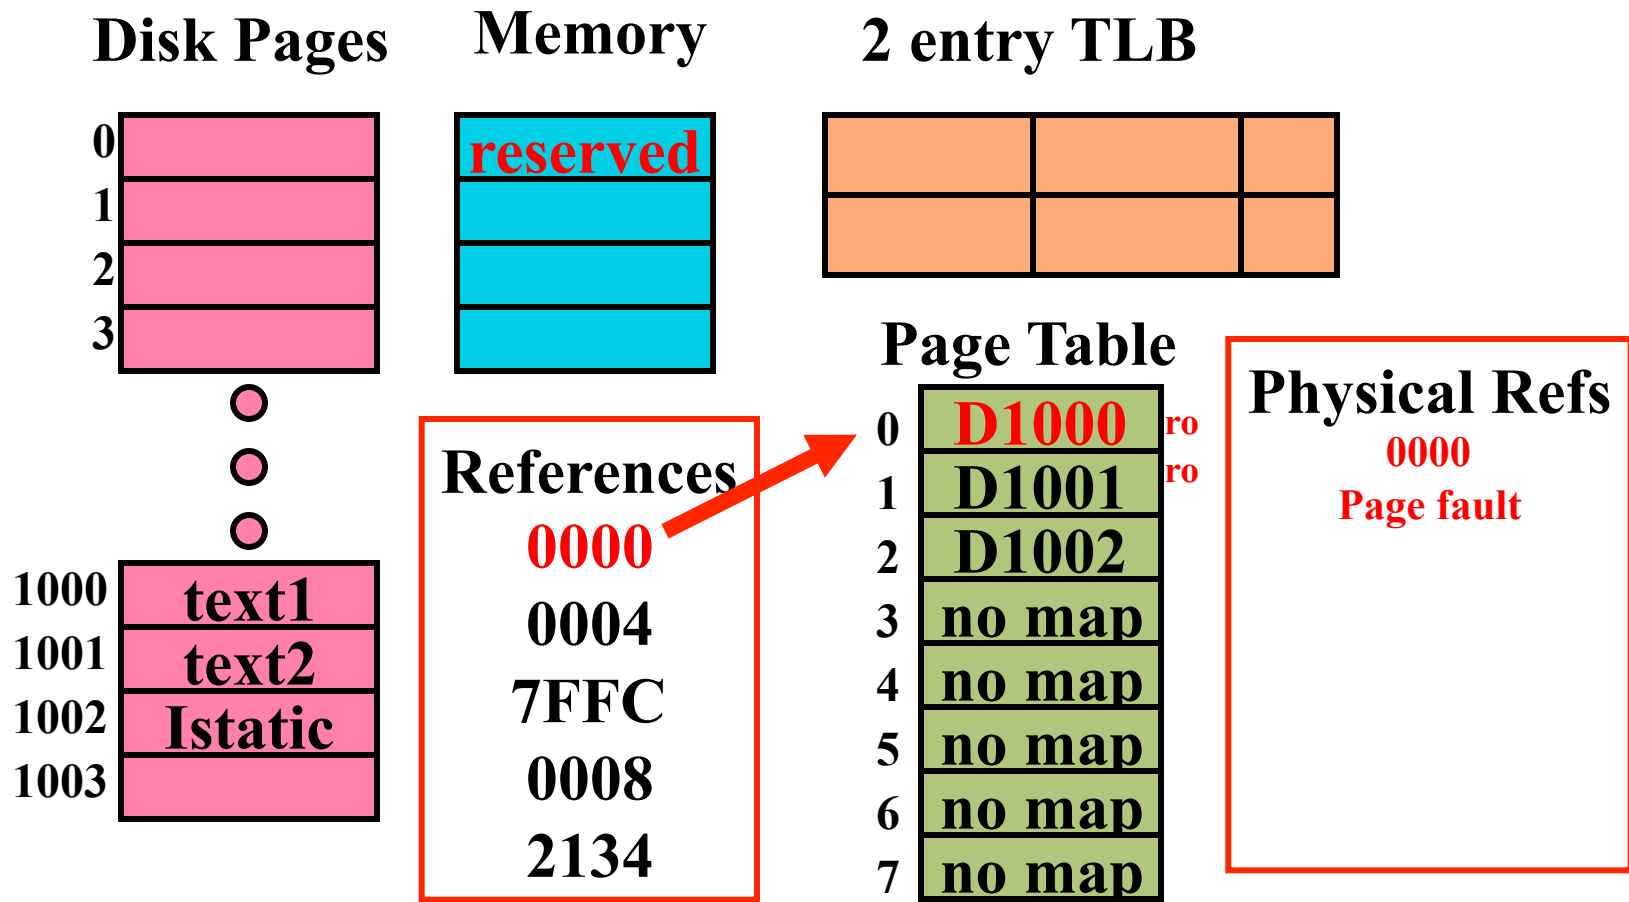 Disk Pages
Memory
2 entry TLB
0
1
2
3
reserved
1000 text1
1001 text2
1002 Istatic
1003
References
0000
0004
7FFC
0008
2134
Page Table
0 D1000 ro
1 D1001 ro
2 D1002
3 no map
4 no map
5 no map
6 no map
7 no map
Physical Refs
0000
Page fault